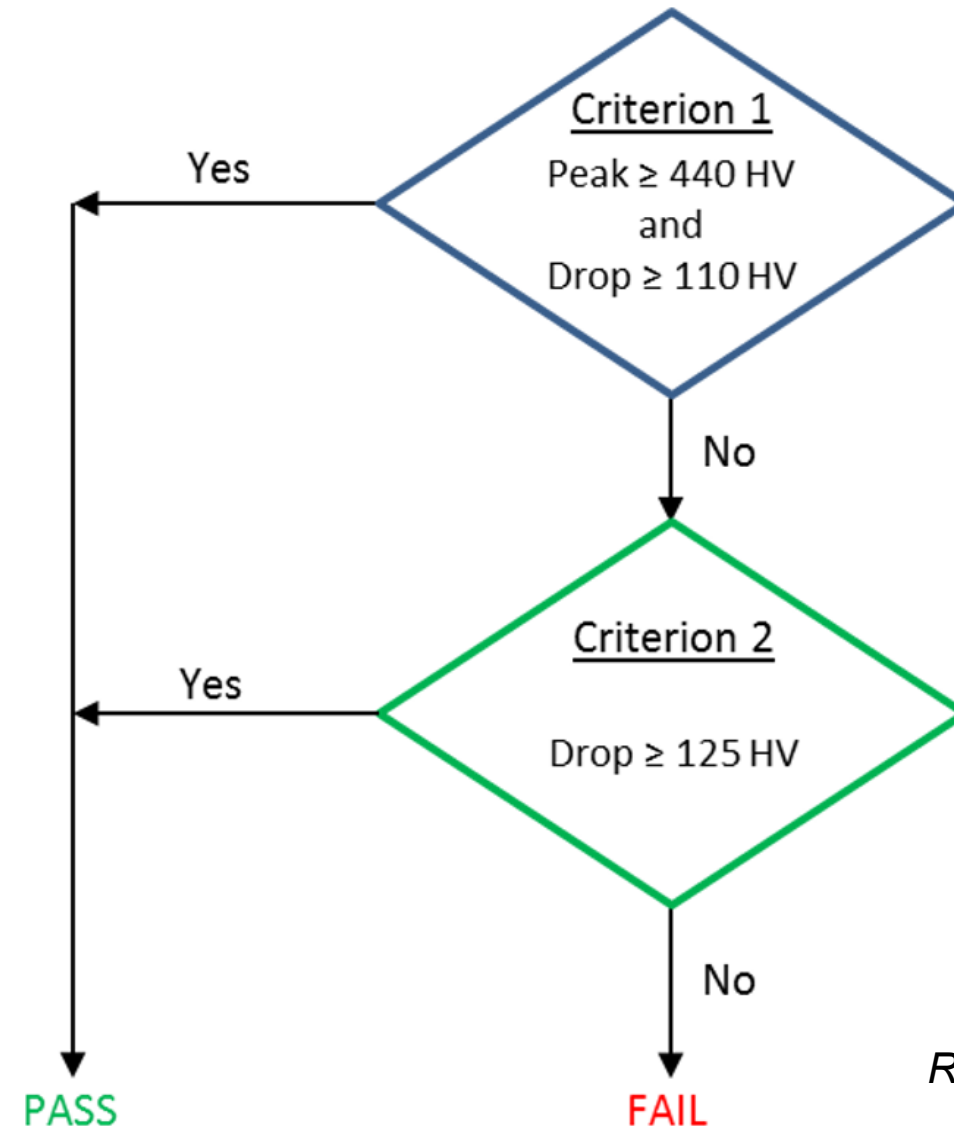 Criterion 1
Yes
Peak ≥ 440 HV
and
Drop ≥ 110 HV
No
Criterion 2
Yes
Drop ≥ 125 HV
No
R
PASS
FAIL